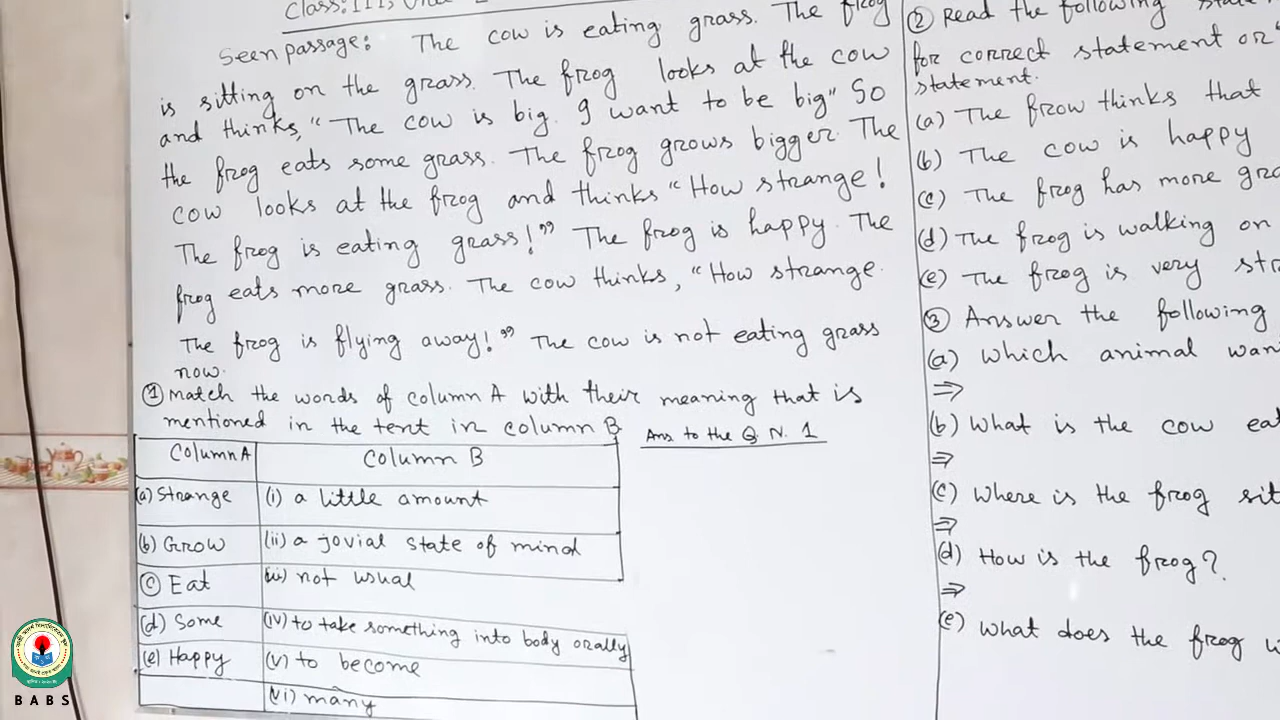 Class: III,
Seen passage: The cow is eating grass. The frog
is sitting on the grass. The frog looks at the cow
and thinks, "The cow is big. I want to be big" So
the frog eats some grass. The frog grows bigger. The
cow looks at the frog and thinks "How strange!
The frog is eating grass!" The frog is happy. The
frog eats more grass. The cow thinks, "How strange.
The frog is flying away!" The cow is not eating grass
now.
① Match the words of column A with their meaning that is
mentioned in the tent in column B
Column A Column B
(a) Strange (i) a little amount
(b) Grow (ii) a jovial state of mind
(c) Eat (iii) not usual
(d) Some (iv) to take something into body orally
(e) Happy (v) to become
(vi) many
Ans to the Q N. 1
② Read the following
for correct statement or
statement.
(a) The frow thinks that
(b) The cow is happy
(c) The frog has more
(d) The frog is walking on
(e) The frog is very
③ Answer the following
(a) Which animal
⇒
(b) What is the cow
⇒
(c) Where is the frog
⇒
(d) How is the frog?
⇒
(e) What does the frog
BABS